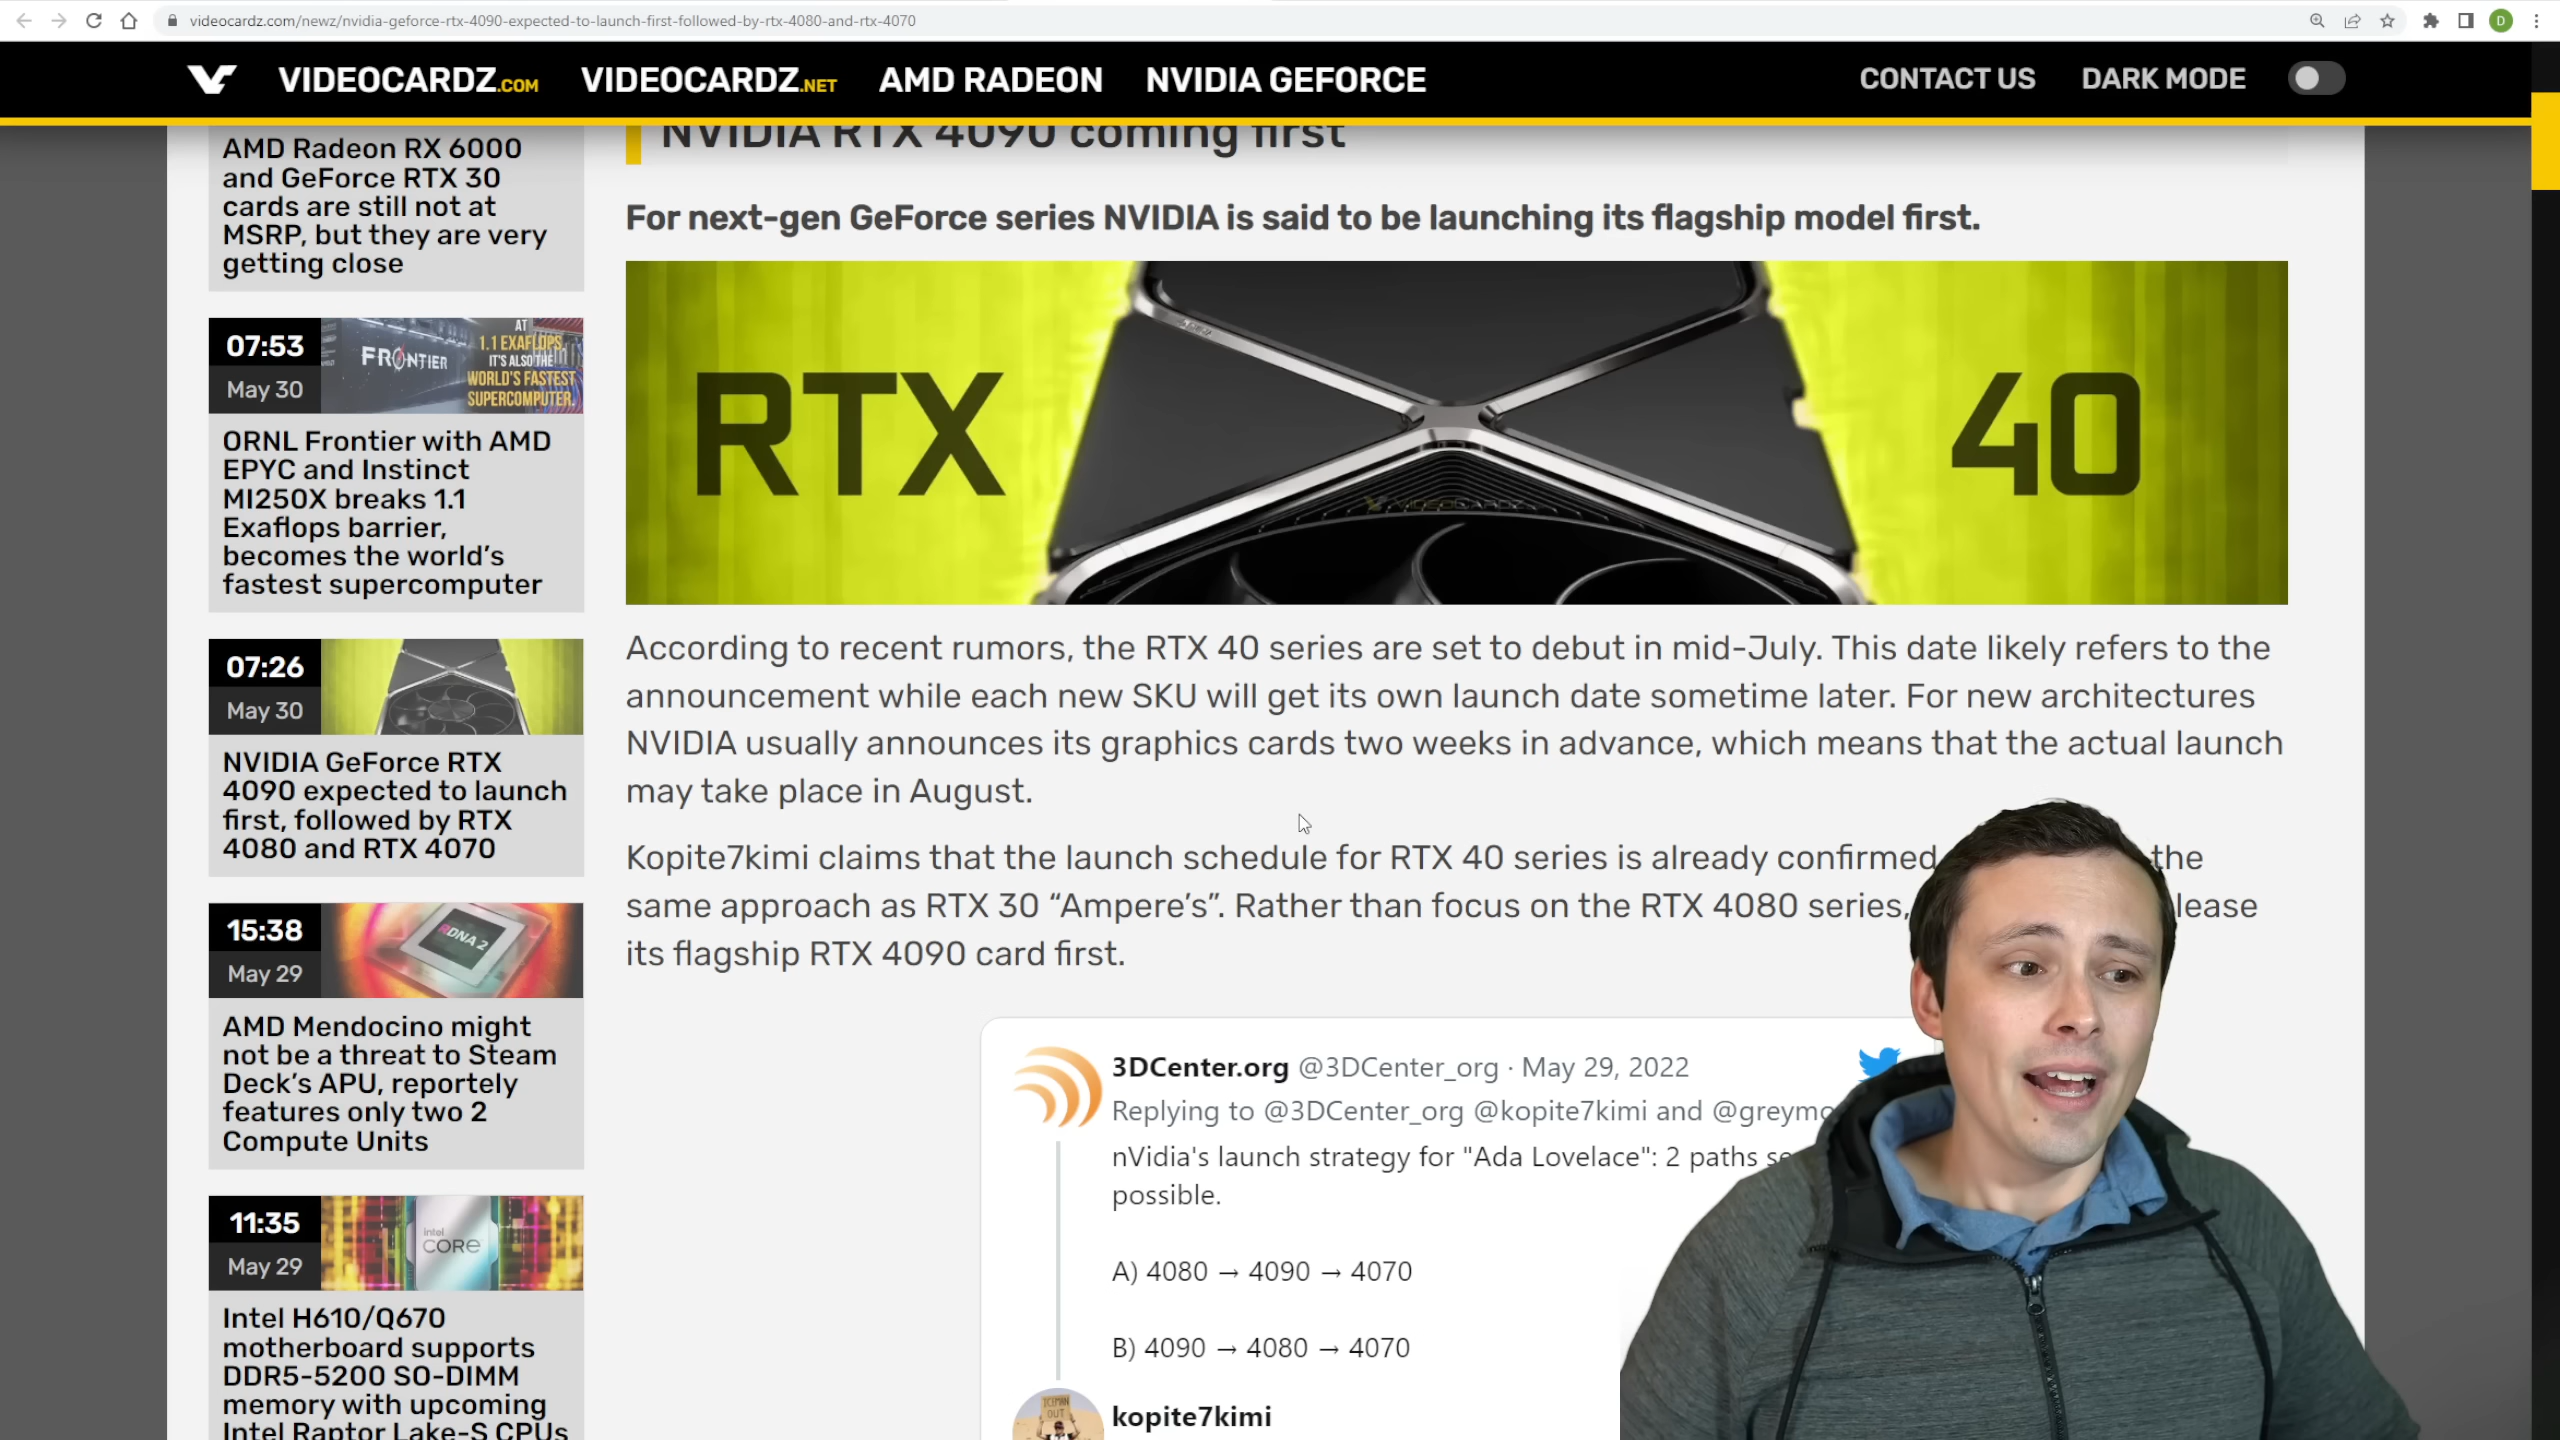 videocardz.com/newz/nvidia-geforce-rtx-4090-expected-to-launch-first-followed-by-rtx-4080-and-rtx-4070
D
VIDEOCARDZ.COM VIDEOCARDZ.NET AMD RADEON NVIDIA GEFORCE CONTACT US DARK MODE
AMD Radeon RX 6000
and GeForce RTX 30
cards are still not at
MSRP, but they are very
getting close
07:53
May 30
FRONTIER
AT
1.1 EXAFLOPS,
IT'S ALSO THE
WORLD'S FASTEST
SUPERCOMPUTER.
ORNL Frontier with AMD
EPYC and Instinct
MI250X breaks 1.1
Exaflops barrier,
becomes the world's
fastest supercomputer
07:26
May 30
NVIDIA GeForce RTX
4090 expected to launch
first, followed by RTX
4080 and RTX 4070
15:38
May 29
RDNA 2
AMD Mendocino might
not be a threat to Steam
Deck's APU, reportely
features only two 2
Compute Units
11:35
May 29
intel
CORE
Intel H610/Q670
motherboard supports
DDR5-5200 SO-DIMM
memory with upcoming
Intel Raptor Lake-S CPUs
NVIDIA RTX 4090 coming first
For next-gen GeForce series NVIDIA is said to be launching its flagship model first.
RTX 40
VIDEOCARDZ
According to recent rumors, the RTX 40 series are set to debut in mid-July. This date likely refers to the
announcement while each new SKU will get its own launch date sometime later. For new architectures
NVIDIA usually announces its graphics cards two weeks in advance, which means that the actual launch
may take place in August.
Kopite7kimi claims that the launch schedule for RTX 40 series is already confirmed the
same approach as RTX 30 “Ampere's”. Rather than focus on the RTX 4080 series, lease
its flagship RTX 4090 card first.
3DCenter.org @3DCenter_org · May 29, 2022
Replying to @3DCenter_org @kopite7kimi and @greymo
nVidia's launch strategy for "Ada Lovelace": 2 paths se
possible.
A) 4080 → 4090 → 4070
B) 4090 → 4080 → 4070
kopite7kimi